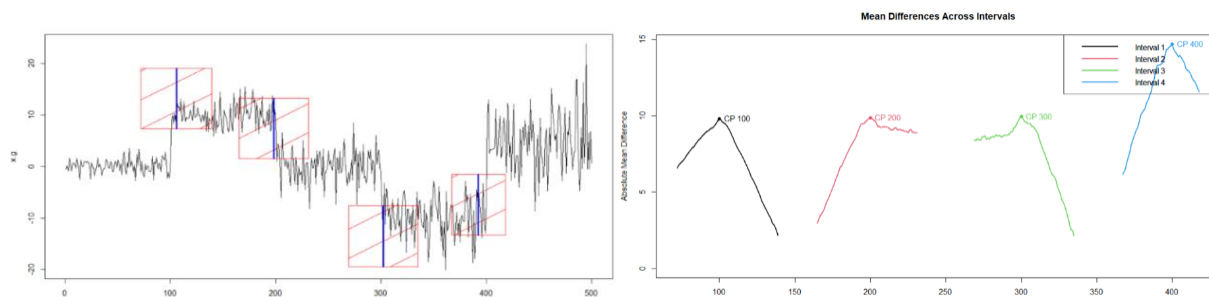 x.g
20
10
0
-10
-20
0
100
200
300
400
500
Mean Differences Across Intervals
Absolute Mean Difference
15
10
5
0
CP 100
CP 200
CP 300
CP 400
Interval 1
Interval 2
Interval 3
Interval 4
100
150
200
250
300
350
400